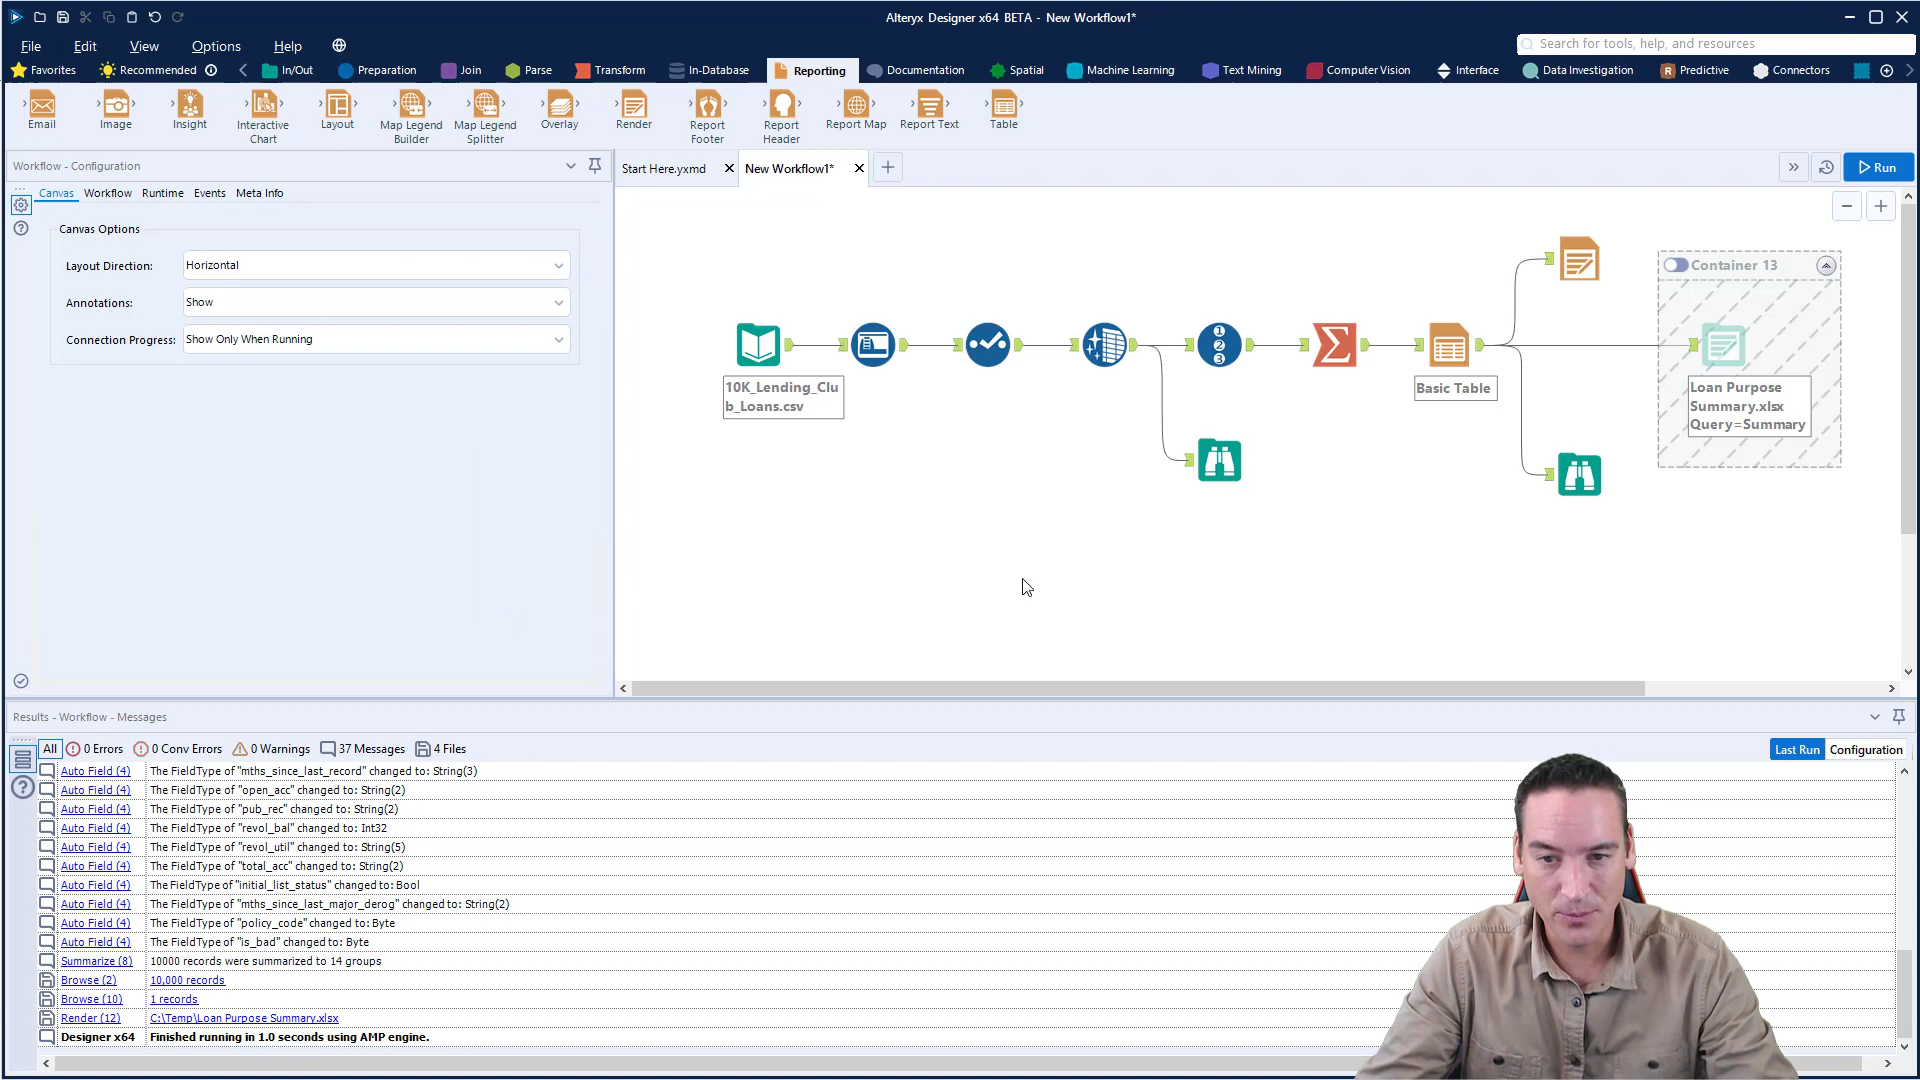 Alteryx Designer x64 BETA - New Workflow1*
File Edit View Options Help
Search for tools, help, and resources
Favorites Recommended In/Out Preparation Join Parse Transform In-Database Reporting Documentation Spatial Machine Learning Text Mining Computer Vision Interface Data Investigation Predictive Connectors
Email Image Insight Interactive Chart Layout Map Legend Builder Map Legend Splitter Overlay Render Report Footer Report Header Report Map Report Text Table
Workflow - Configuration
Start Here.yxmd New Workflow1* Run
Canvas Workflow Runtime Events Meta Info
Canvas Options
Layout Direction: Horizontal
Annotations: Show
Connection Progress: Show Only When Running
Container 13
1
2
3
10K_Lending_Clu
b_Loans.csv
Basic Table
Loan Purpose
Summary.xlsx
Query=Summary
Results - Workflow - Messages
All 0 Errors 0 Conv Errors 0 Warnings 37 Messages 4 Files Last Run Configuration
Auto Field (4) The FieldType of "mths_since_last_record" changed to: String(3)
Auto Field (4) The FieldType of "open_acc" changed to: String(2)
Auto Field (4) The FieldType of "pub_rec" changed to: String(2)
Auto Field (4) The FieldType of "revol_bal" changed to: Int32
Auto Field (4) The FieldType of "revol_util" changed to: String(5)
Auto Field (4) The FieldType of "total_acc" changed to: String(2)
Auto Field (4) The FieldType of "initial_list_status" changed to: Bool
Auto Field (4) The FieldType of "mths_since_last_major_derog" changed to: String(2)
Auto Field (4) The FieldType of "policy_code" changed to: Byte
Auto Field (4) The FieldType of "is_bad" changed to: Byte
Summarize (8) 10000 records were summarized to 14 groups
Browse (2) 10,000 records
Browse (10) 1 records
Render (12) C:\Temp\Loan Purpose Summary.xlsx
Designer x64 Finished running in 1.0 seconds using AMP engine.